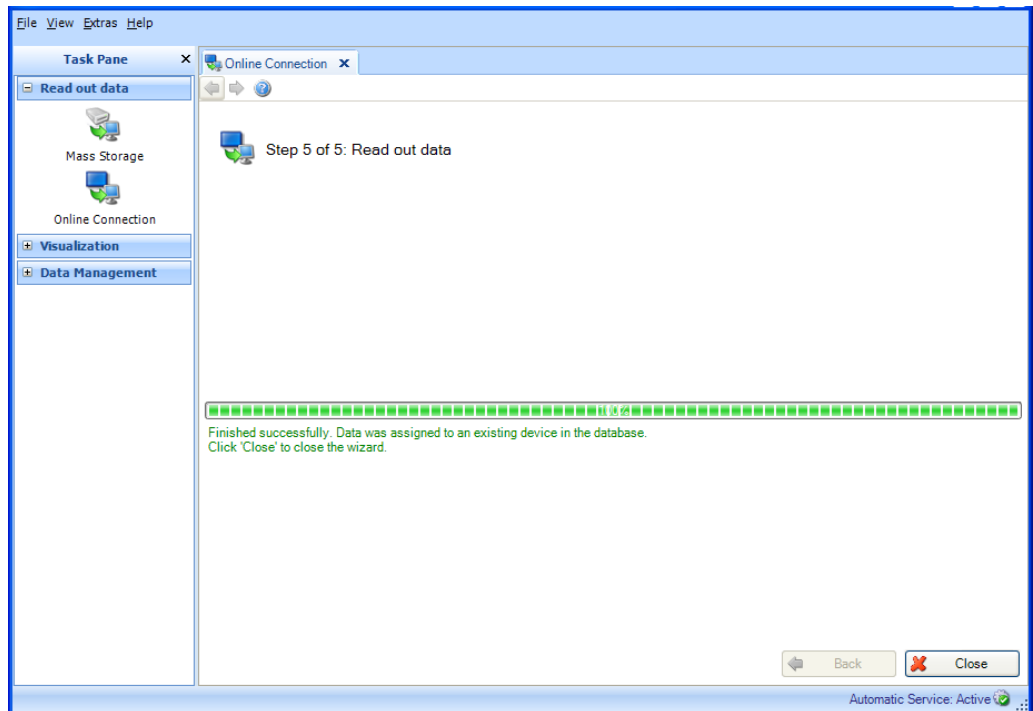 File View Extras Help
Task Pane
Online Connection
Read out data
Mass Storage
Online Connection
Visualization
Data Management
Step 5 of 5: Read out data
100%
Finished successfully. Data was assigned to an existing device in the database.
Click 'Close' to close the wizard.
Back
Close
Automatic Service: Active